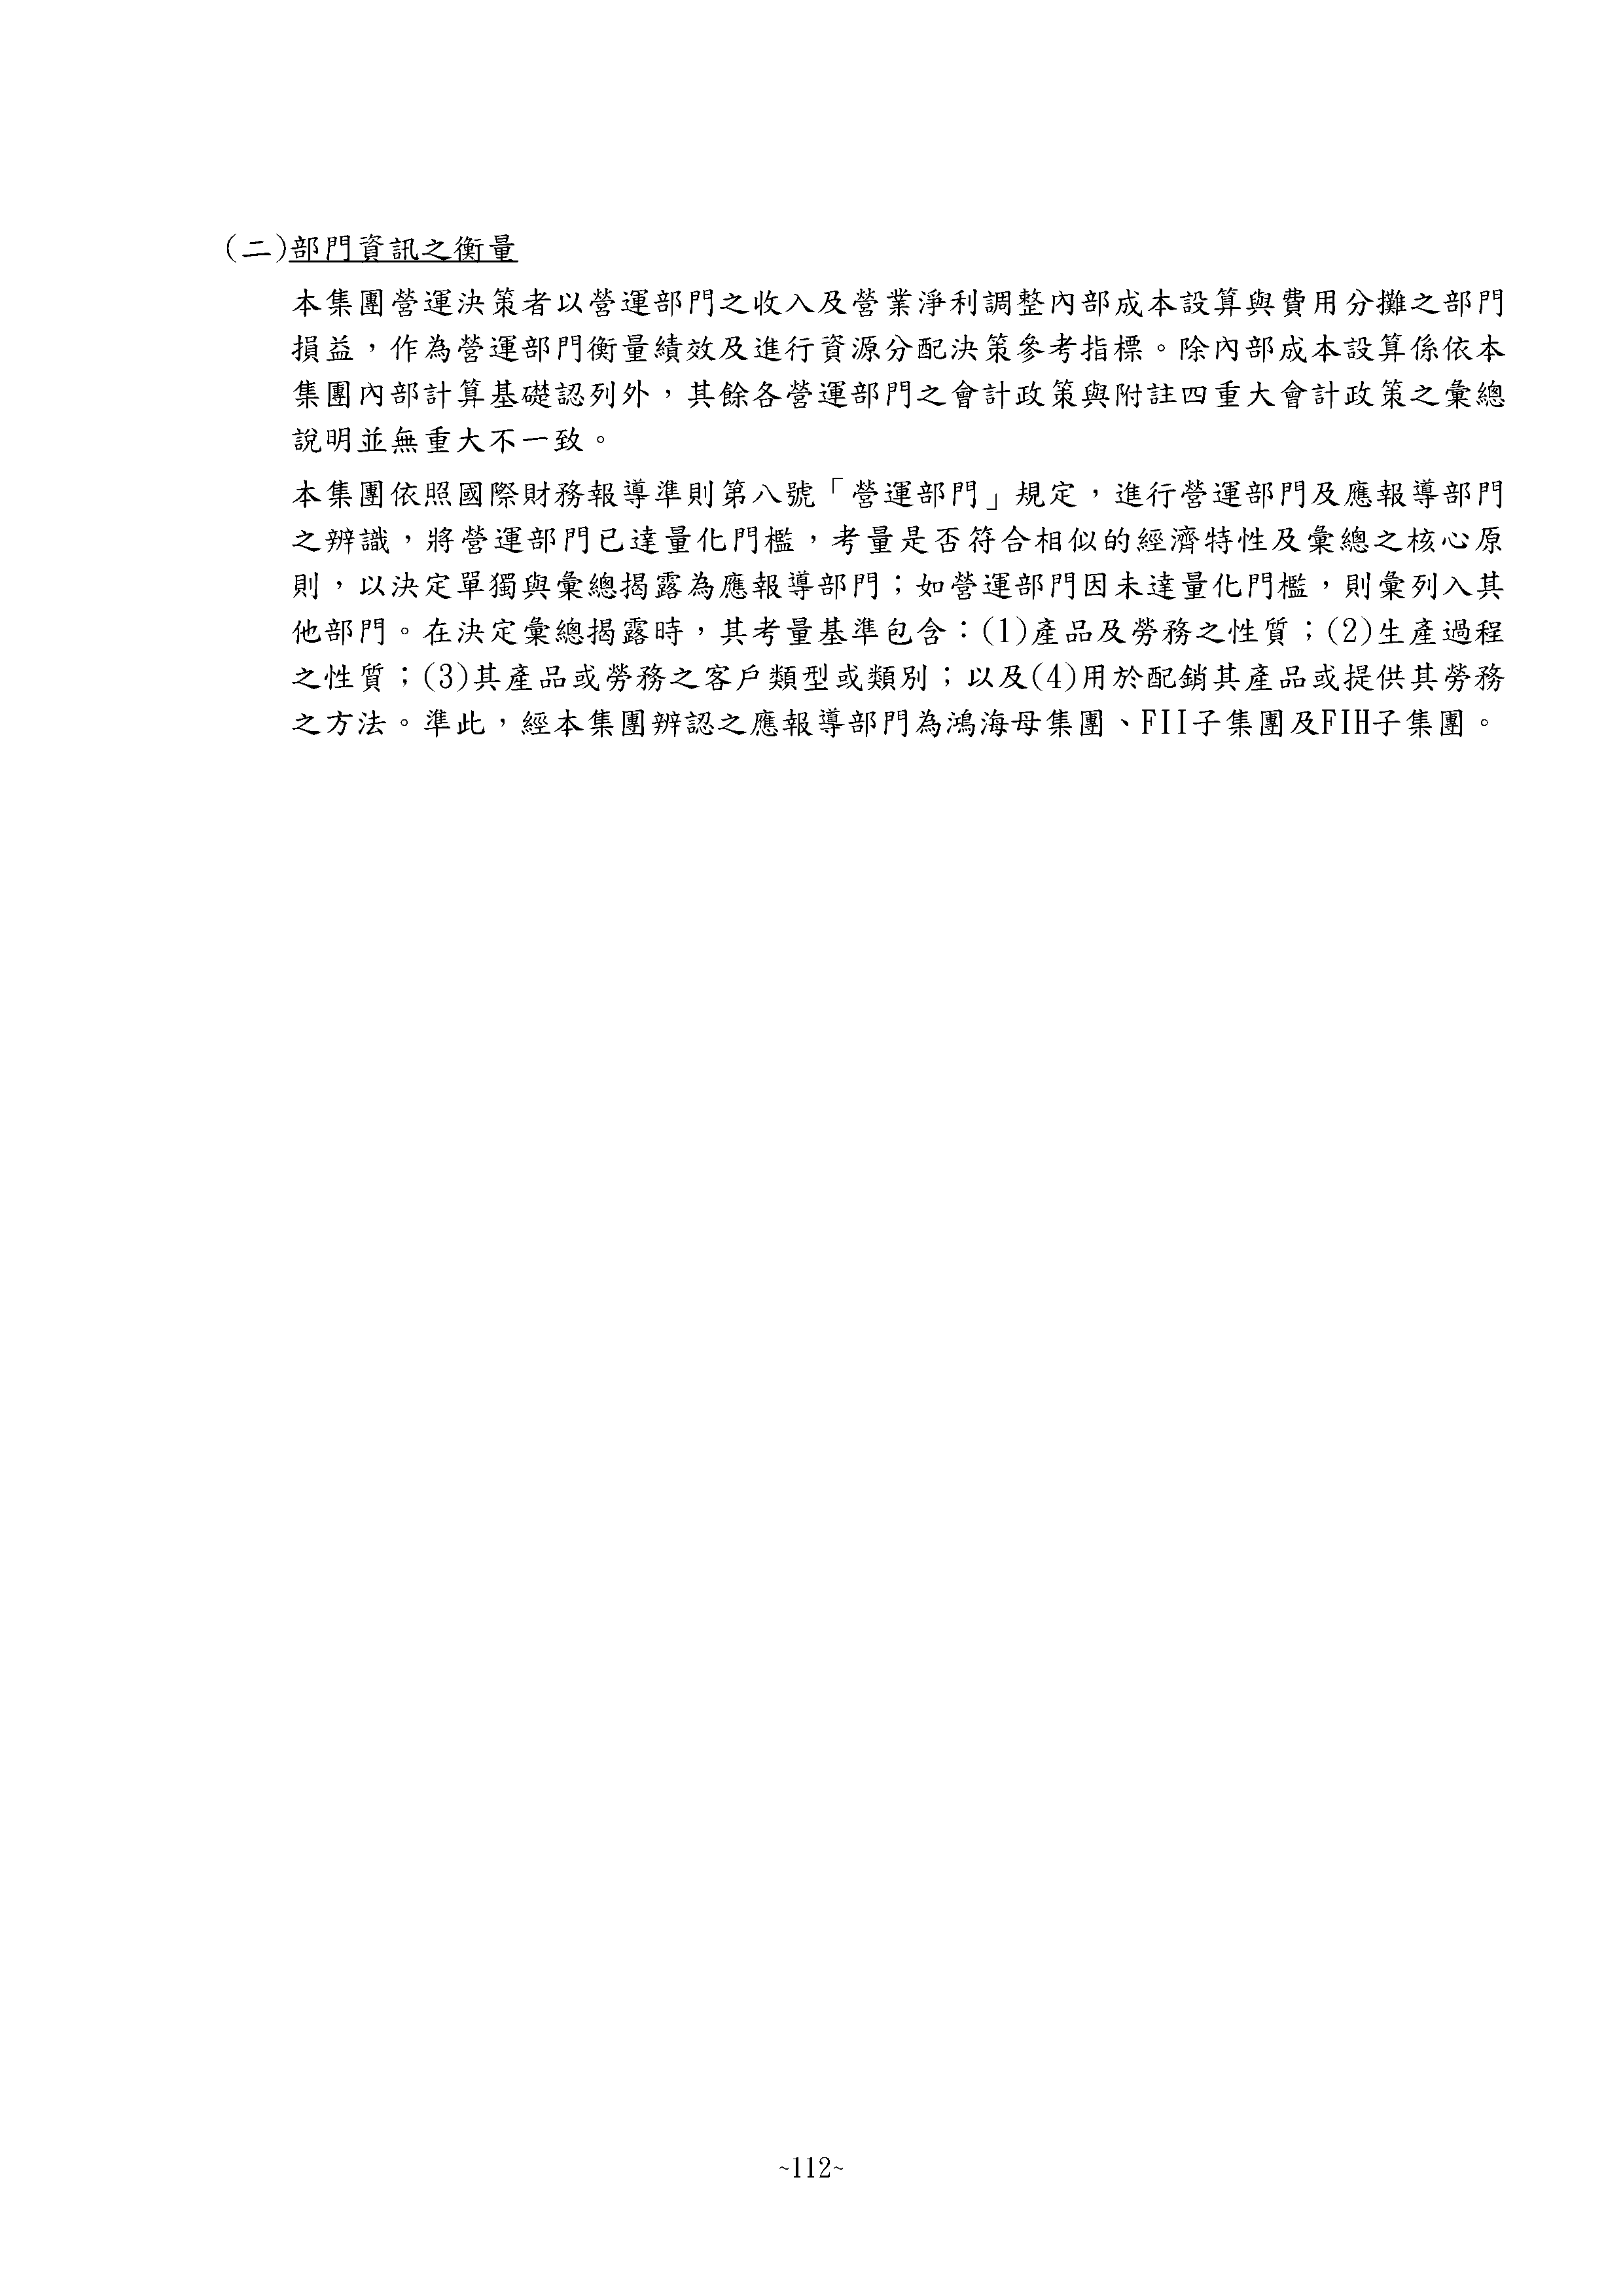 (二)部門資訊之衡量
本集團營運決策者以營運部門之收入及營業淨利調整內部成本設算與費用分攤之部門
損益，作為營運部門衡量績效及進行資源分配決策參考指標。除內部成本設算係依本
集團內部計算基礎認列外，其餘各營運部門之會計政策與附註四重大會計政策之彙總
說明並無重大不一致。
本集團依照國際財務報導準則第八號「營運部門」規定，進行營運部門及應報導部門
之辨識，將營運部門已達量化門檻，考量是否符合相似的經濟特性及彙總之核心原
則，以決定單獨與彙總揭露為應報導部門；如營運部門因未達量化門檻，則彙列入其
他部門。在決定彙總揭露時，其考量基準包含：(1)產品及勞務之性質；(2)生產過程
之性質；(3)其產品或勞務之客戶類型或類別；以及(4)用於配銷其產品或提供其勞務
之方法。準此，經本集團辨認之應報導部門為鴻海母集團、FII子集團及FIH子集團。
~112~